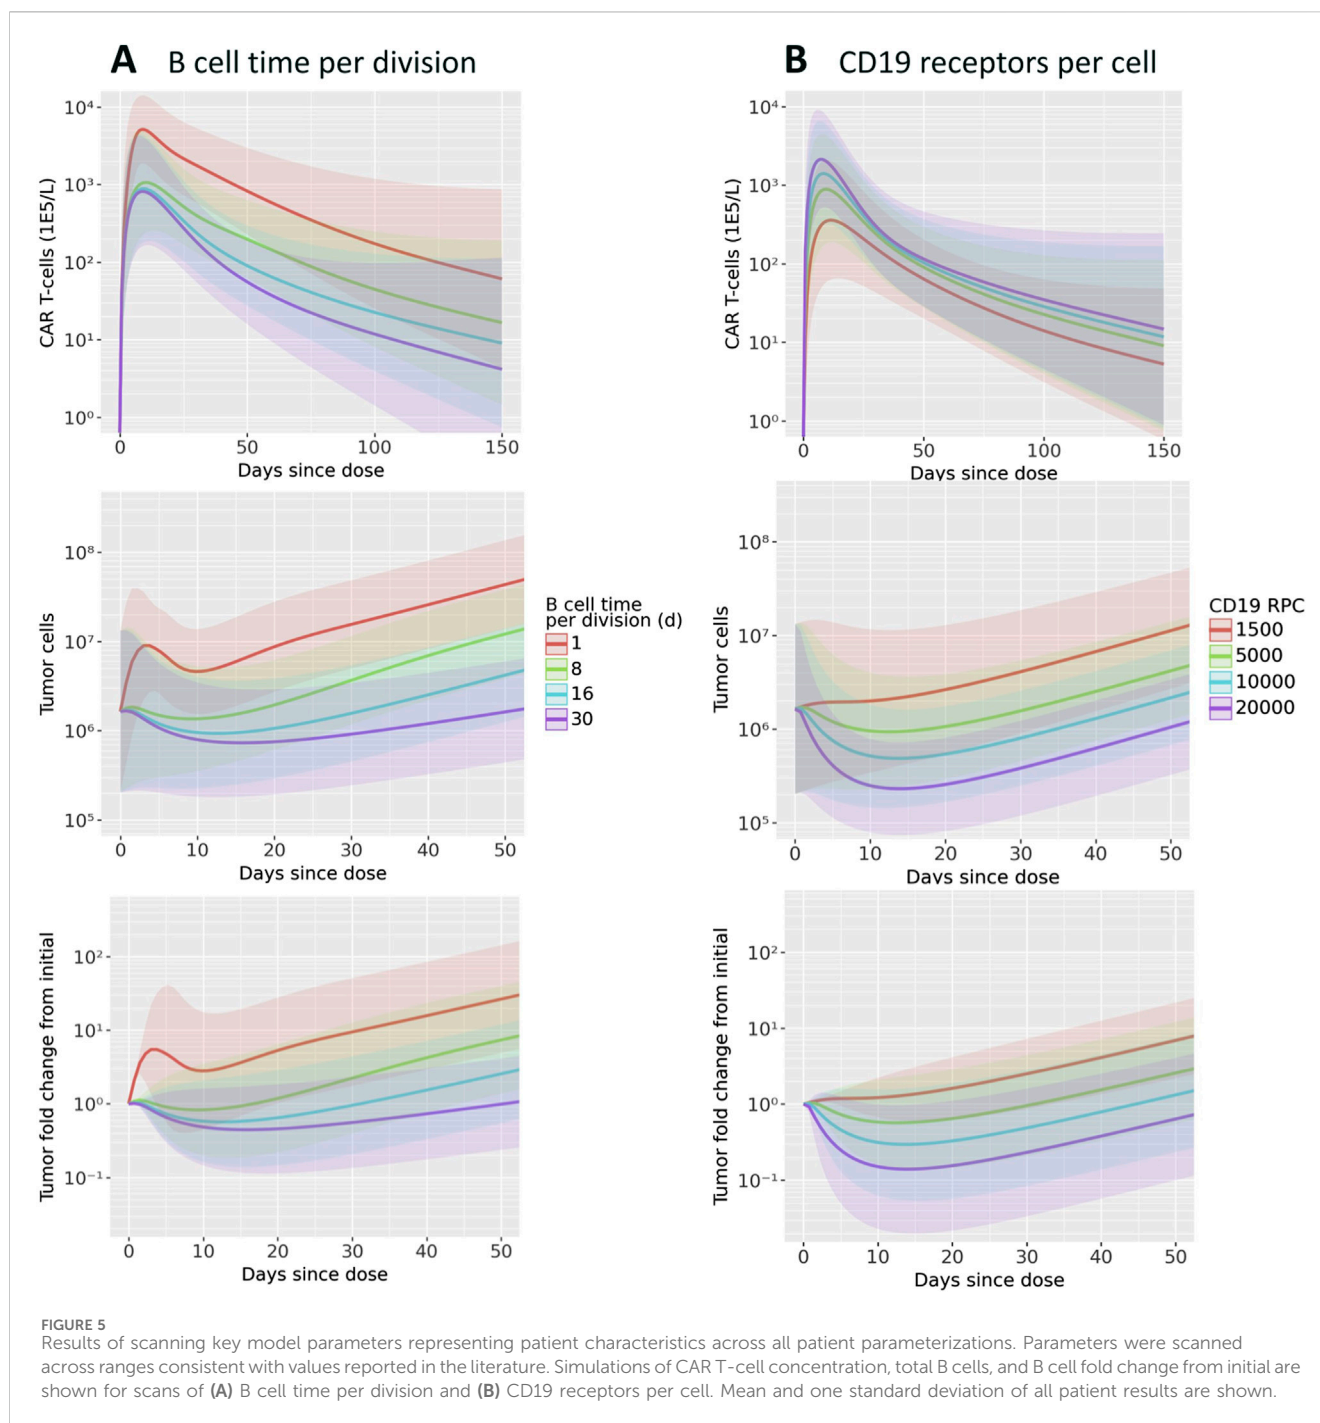 A B cell time per division
10⁴
10³
10²
10¹
10⁰
CAR T-cells (1E5/L)
0 50 100 150
Days since dose
10⁸
10⁷
10⁶
10⁵
Tumor cells
0 10 20 30 40 50
Days since dose
B cell time
per division (d)
1
8
16
30
10²
10¹
10⁰
10⁻¹
Tumor fold change from initial
0 10 20 30 40 50
Days since dose
B CD19 receptors per cell
10⁴
10³
10²
10¹
10⁰
CAR T-cells (1E5/L)
0 50 100 150
Days since dose
10⁸
10⁷
10⁶
10⁵
Tumor cells
0 10 20 30 40 50
Days since dose
CD19 RPC
1500
5000
10000
20000
10²
10¹
10⁰
10⁻¹
Tumor fold change from initial
0 10 20 30 40 50
Days since dose
FIGURE 5
Results of scanning key model parameters representing patient characteristics across all patient parameterizations. Parameters were scanned
across ranges consistent with values reported in the literature. Simulations of CAR T-cell concentration, total B cells, and B cell fold change from initial are
shown for scans of (A) B cell time per division and (B) CD19 receptors per cell. Mean and one standard deviation of all patient results are shown.